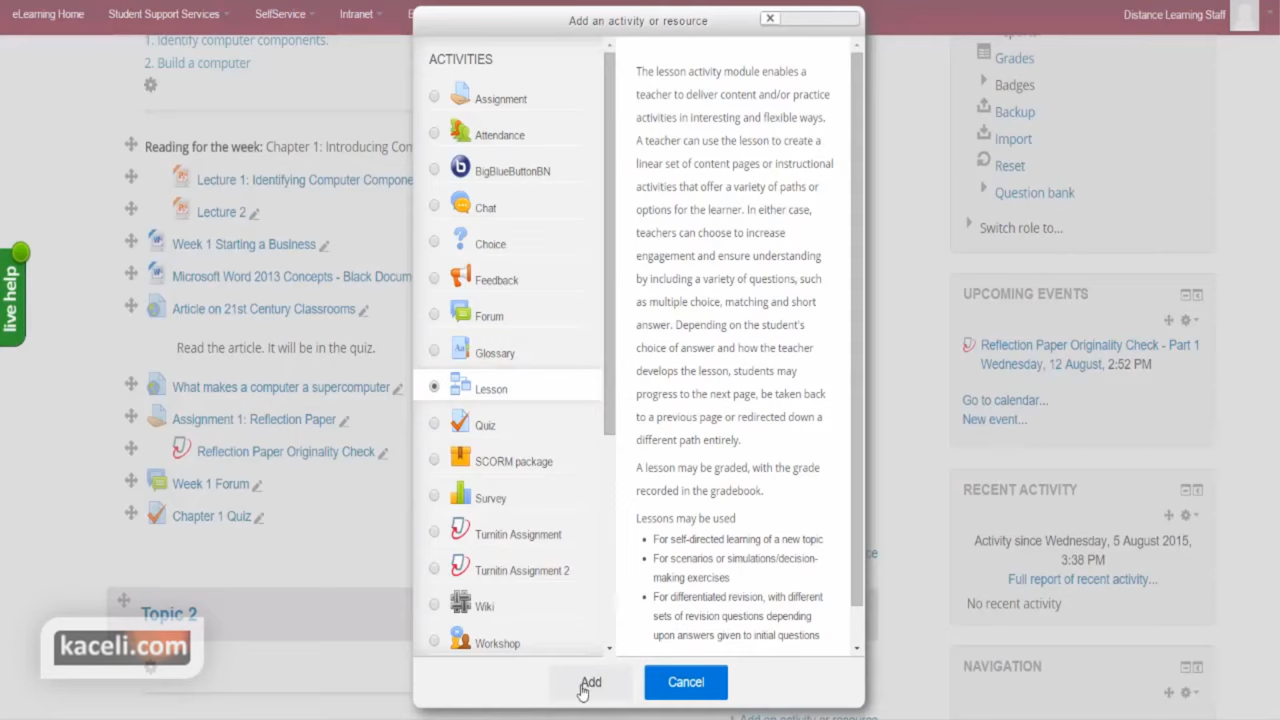 eLearning Home Student Support Services SelfService Intranet Distance Learning Staff
1. Identify computer components.
2. Build a computer
Reading for the week: Chapter 1: Introducing Con
Lecture 1: Identifying Computer Compone
Lecture 2
Week 1 Starting a Business
Microsoft Word 2013 Concepts - Black Docum
Article on 21st Century Classrooms
Read the article. It will be in the quiz.
What makes a computer a supercomputer
Assignment 1: Reflection Paper
Reflection Paper Originality Check
Week 1 Forum
Chapter 1 Quiz
Topic 2
kaceli.com
live help
Add an activity or resource
ACTIVITIES
Assignment
Attendance
BigBlueButtonBN
Chat
Choice
Feedback
Forum
Glossary
Lesson
Quiz
SCORM package
Survey
Turnitin Assignment
Turnitin Assignment 2
Wiki
Workshop
The lesson activity module enables a
teacher to deliver content and/or practice
activities in interesting and flexible ways.
A teacher can use the lesson to create a
linear set of content pages or instructional
activities that offer a variety of paths or
options for the learner. In either case,
teachers can choose to increase
engagement and ensure understanding
by including a variety of questions, such
as multiple choice, matching and short
answer. Depending on the student's
choice of answer and how the teacher
develops the lesson, students may
progress to the next page, be taken back
to a previous page or redirected down a
different path entirely.
A lesson may be graded, with the grade
recorded in the gradebook.
Lessons may be used
• For self-directed learning of a new topic
• For scenarios or simulations/decision-
making exercises
• For differentiated revision, with different
sets of revision questions depending
upon answers given to initial questions
Add
Cancel
Grades
Badges
Backup
Import
Reset
Question bank
Switch role to...
UPCOMING EVENTS
Reflection Paper Originality Check - Part 1
Wednesday, 12 August, 2:52 PM
Go to calendar...
New event...
RECENT ACTIVITY
Activity since Wednesday, 5 August 2015,
3:38 PM
Full report of recent activity...
No recent activity
NAVIGATION
Add an activity or resource